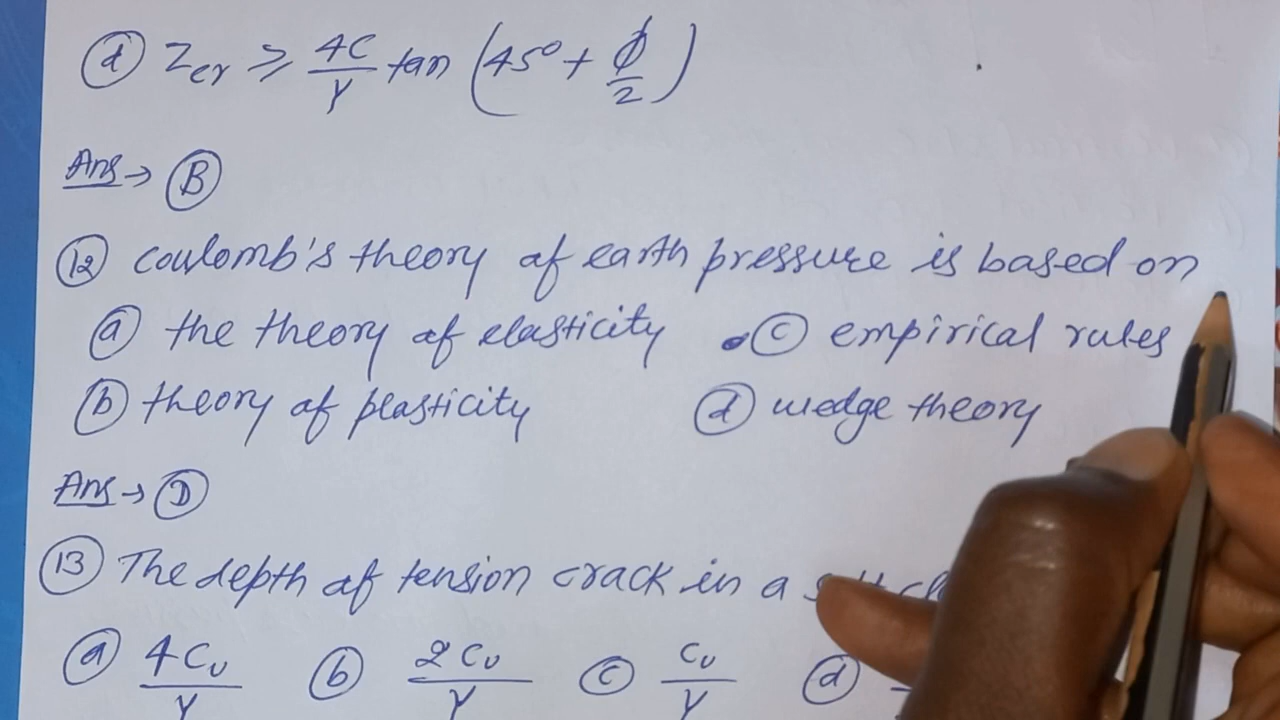 (d) Zcr ≥ 4C/γ tan (45° + ϕ/2)
Ans → (B)
(12) coulomb's theory of earth pressure is based on
(a) the theory of elasticity (c) empirical rules
(b) theory of plasticity (d) wedge theory
Ans → (D)
(13) The depth of tension crack in a
(a) 4Cu/γ (b) 2Cu/γ (c) Cu/γ (d)